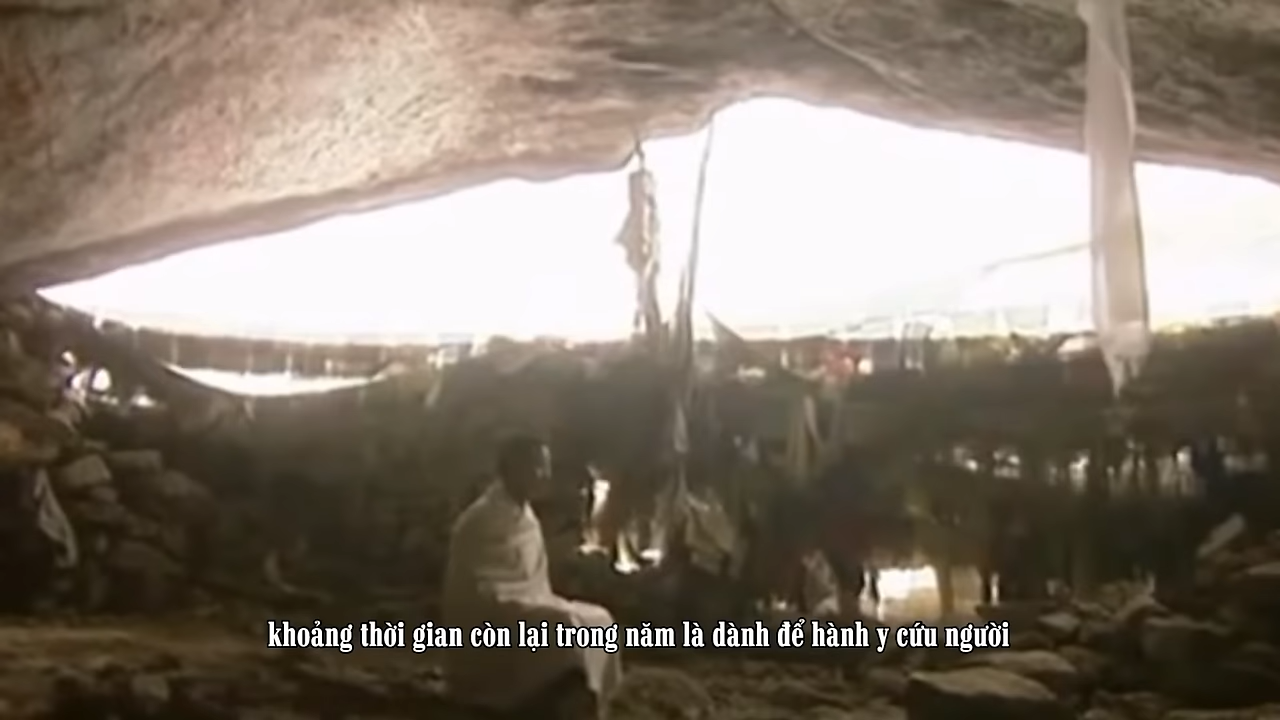 khoảng thời gian còn lại trong năm là dành để hành y cứu người